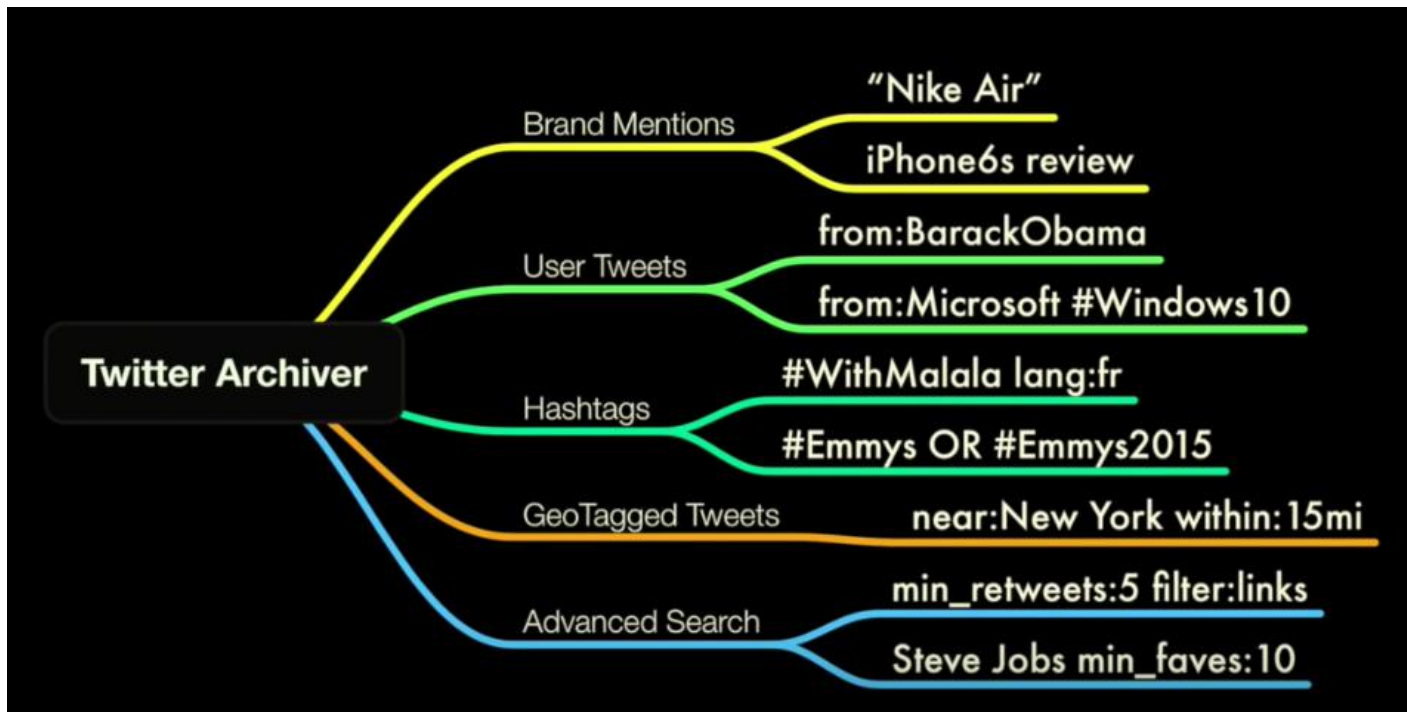 Twitter Archiver
Brand Mentions
“Nike Air”
iPhone6s review
User Tweets
from:BarackObama
from:Microsoft #Windows10
Hashtags
#WithMalala lang:fr
#Emmys OR #Emmys2015
GeoTagged Tweets
near:New York within:15mi
Advanced Search
min_retweets:5 filter:links
Steve Jobs min_faves:10